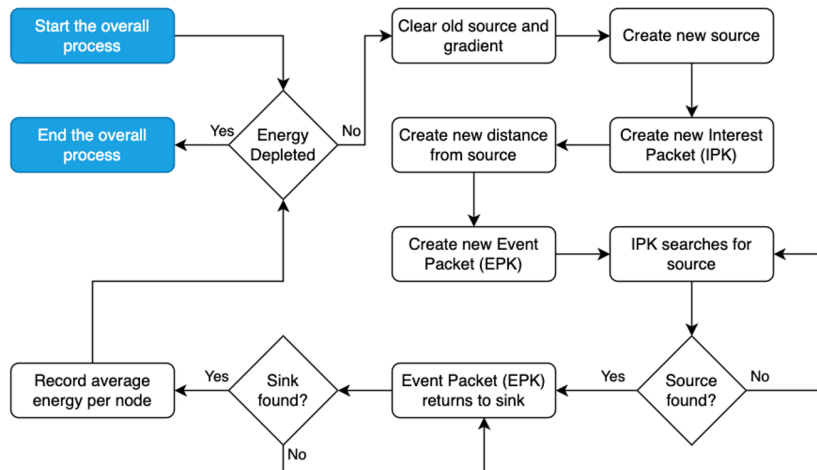 Start the overall
process
Clear old source and
gradient
Create new source
End the overall
process
Yes
Energy
Depleted
No
Create new distance
from source
Create new Interest
Packet (IPK)
Create new Event
Packet (EPK)
IPK searches for
source
Record average
energy per node
Yes
Sink
found?
No
Event Packet (EPK)
returns to sink
Yes
Source
found?
No